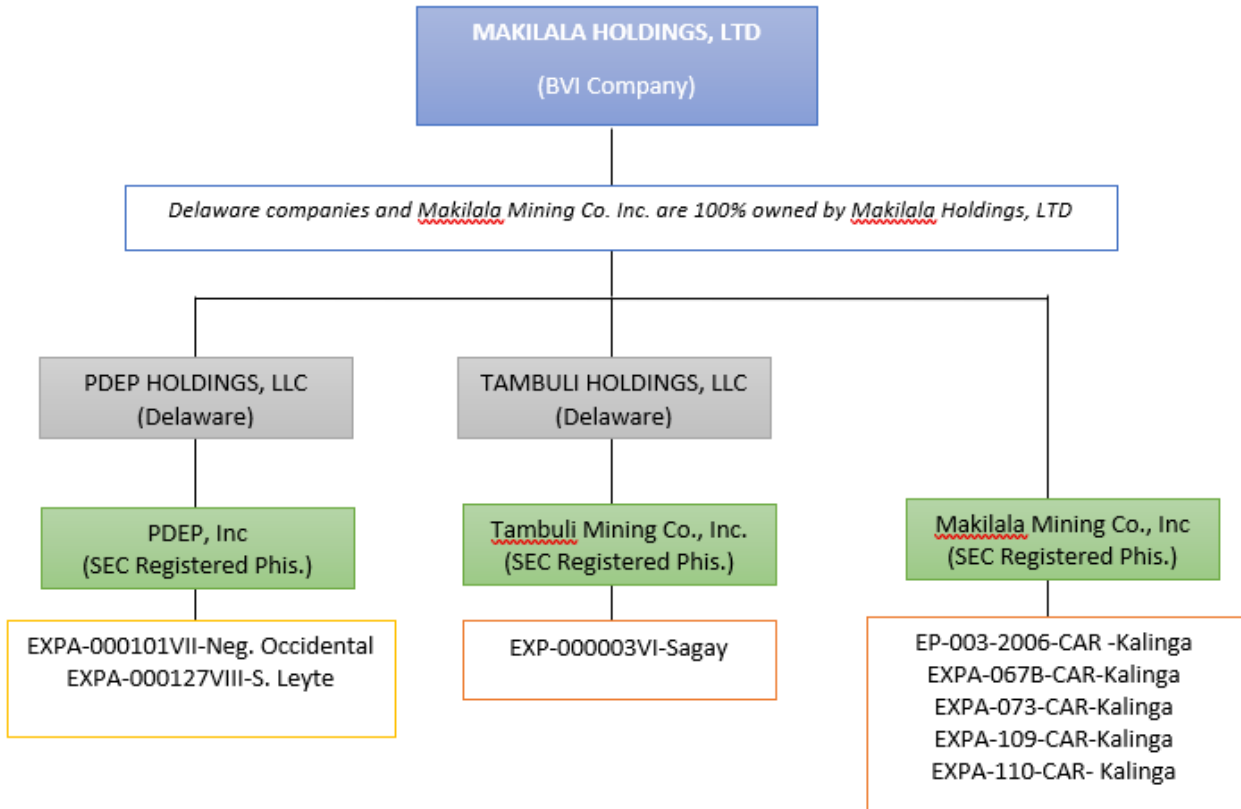 MAKILALA HOLDINGS, LTD
(BVI Company)
Delaware companies and Makilala Mining Co. Inc. are 100% owned by Makilala Holdings, LTD
PDEP HOLDINGS, LLC
(Delaware)
TAMBULI HOLDINGS, LLC
(Delaware)
PDEP, Inc
(SEC Registered Phis.)
Tambuli Mining Co., Inc.
(SEC Registered Phis.)
Makilala Mining Co., Inc
(SEC Registered Phis.)
EXPA-000101VII-Neg. Occidental
EXPA-000127VIII-S. Leyte
EXP-000003VI-Sagay
EP-003-2006-CAR -Kalinga
EXPA-067B-CAR-Kalinga
EXPA-073-CAR-Kalinga
EXPA-109-CAR-Kalinga
EXPA-110-CAR- Kalinga